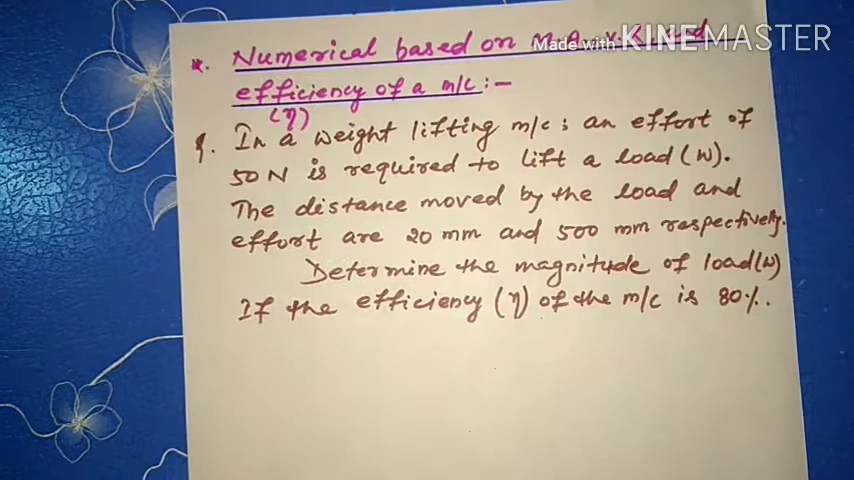 *. Numerical based on M.A., V.R. and
Made with KINEMASTER
efficiency of a m/c :-
(η)
Q. In a weight lifting m/c; an effort of
50 N is required to lift a load (W).
The distance moved by the load and
effort are 20 mm and 500 mm respectively.
Determine the magnitude of load (W)
If the efficiency (η) of the m/c is 80%.